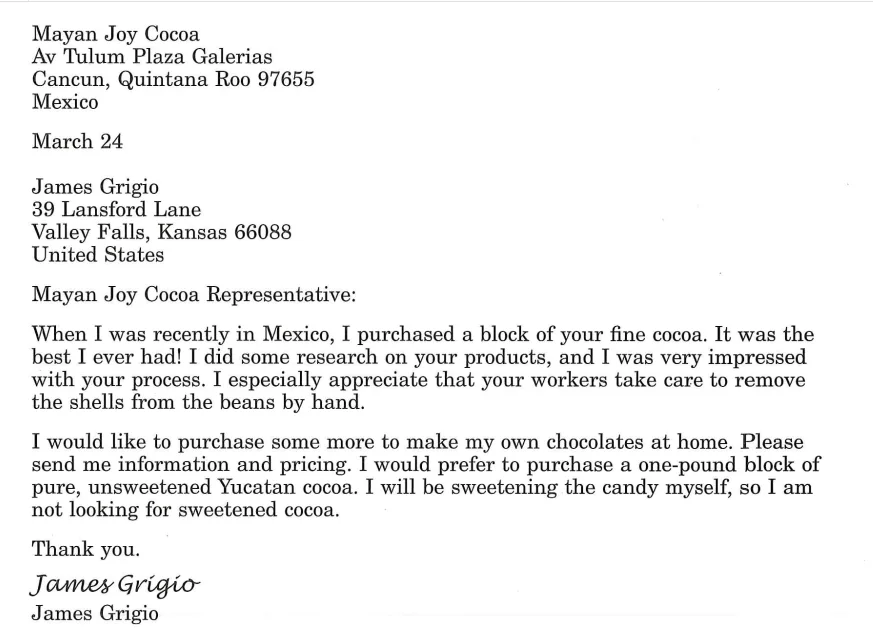 Mayan Joy Cocoa
Av Tulum Plaza Galerias
Cancun, Quintana Roo 97655
Mexico
March 24
James Grigio
39 Lansford Lane
Valley Falls, Kansas 66088
United States
Mayan Joy Cocoa Representative:
When I was recently in Mexico, I purchased a block of your fine cocoa. It was the
best I ever had! I did some research on your products, and I was very impressed
with your process. I especially appreciate that your workers take care to remove
the shells from the beans by hand.
I would like to purchase some more to make my own chocolates at home. Please
send me information and pricing. I would prefer to purchase a one-pound block of
pure, unsweetened Yucatan cocoa. I will be sweetening the candy myself, so I am
not looking for sweetened cocoa.
Thank you.
James Grigio
James Grigio